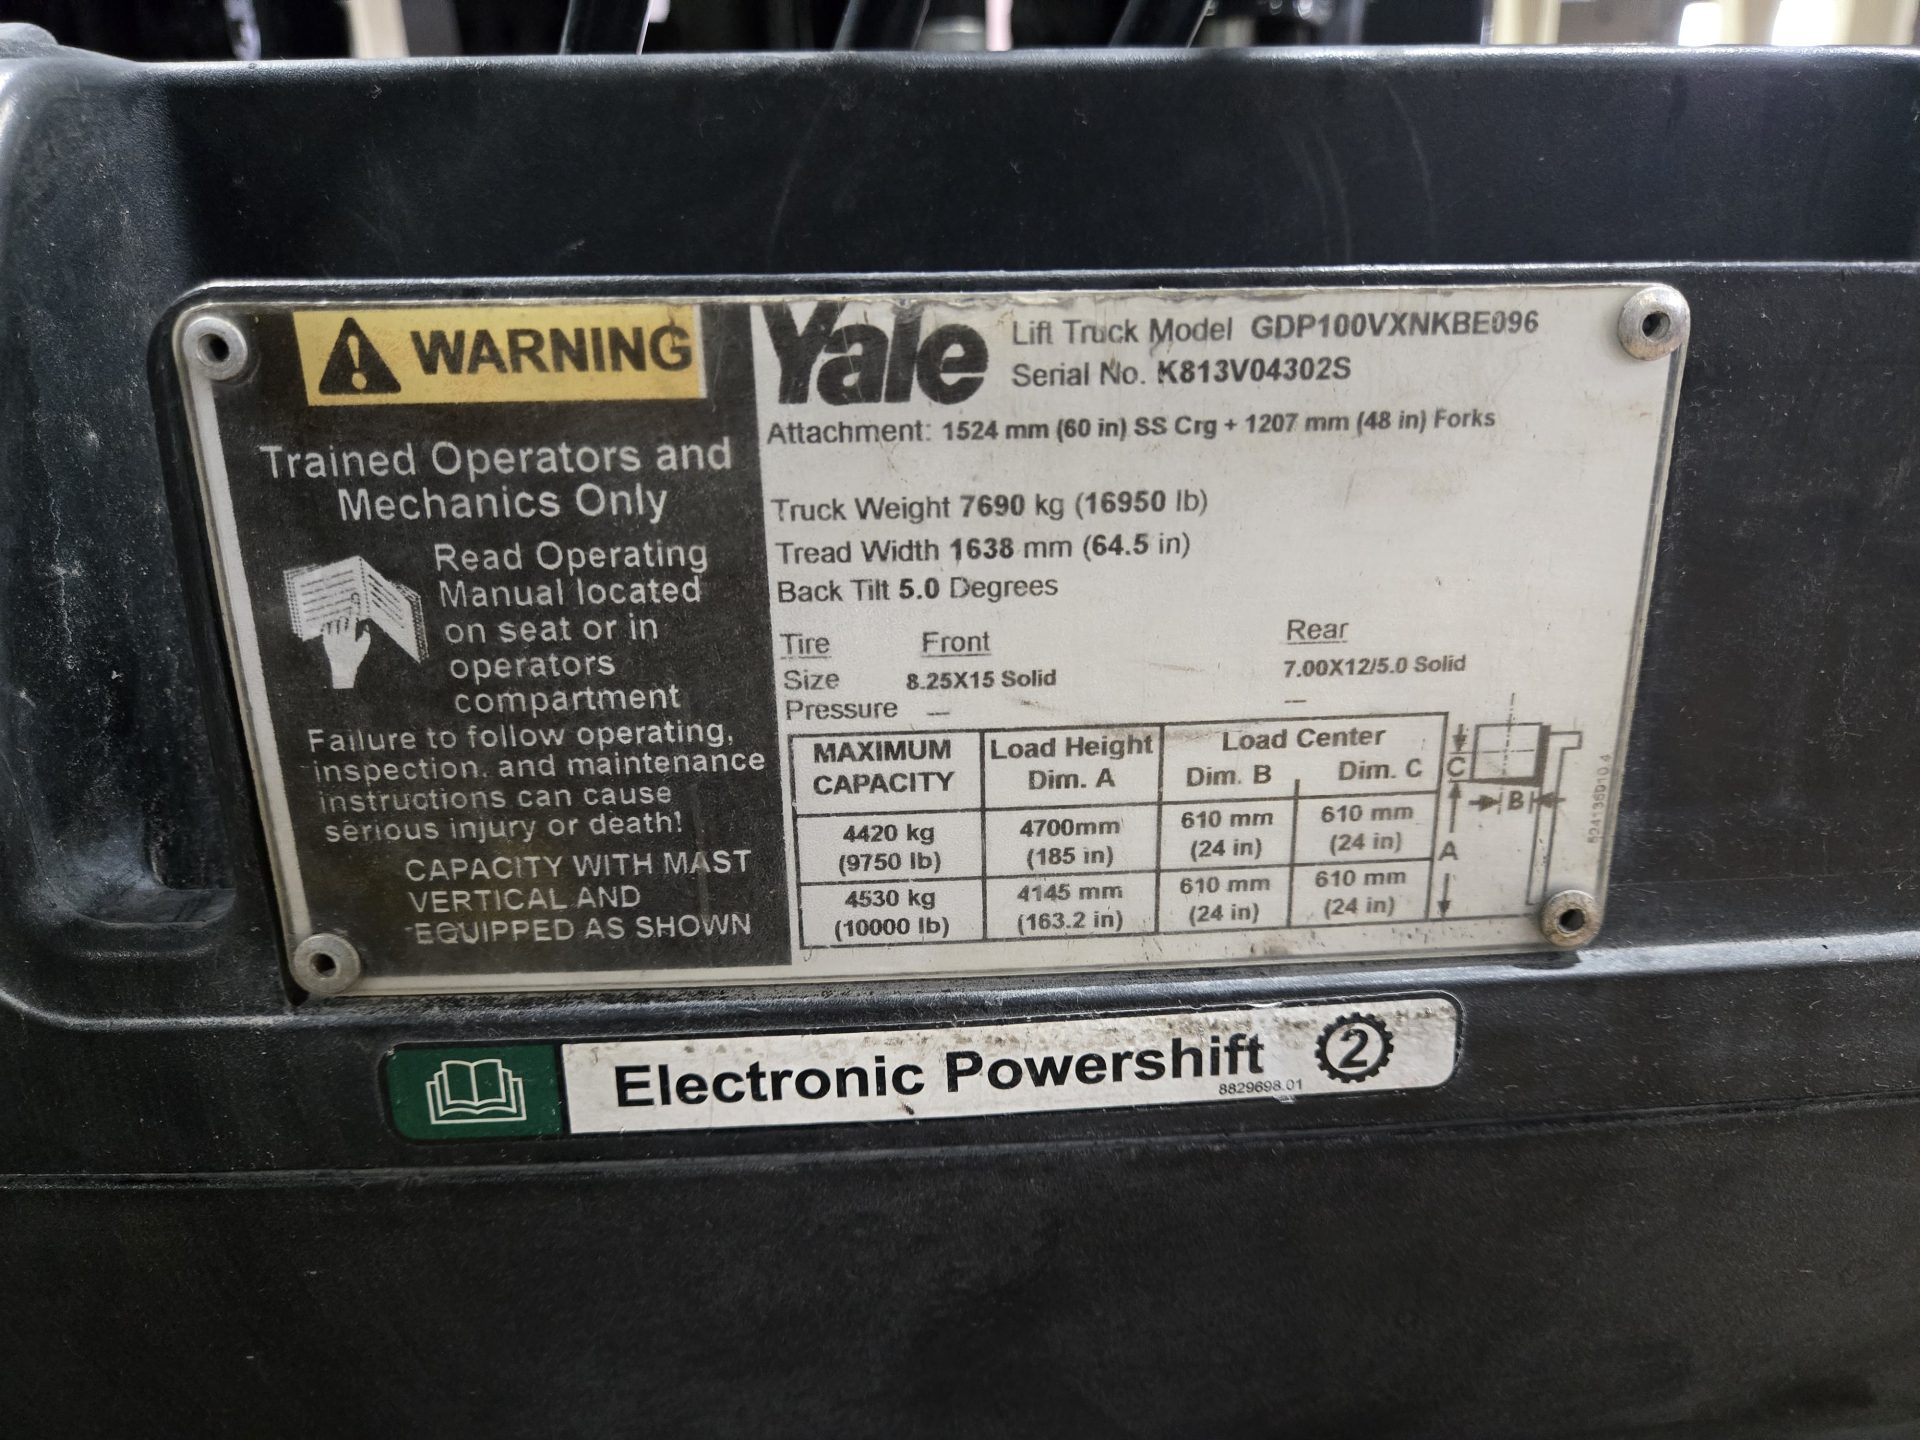 WARNING
Trained Operators and
Mechanics Only
Read Operating
Manual located
on seat or in
operators
compartment
Failure to follow operating,
inspection, and maintenance
instructions can cause
serious injury or death!
CAPACITY WITH MAST
VERTICAL AND
EQUIPPED AS SHOWN
Yale
Lift Truck Model GDP100VXNKBE096
Serial No. K813V04302S
Attachment: 1524 mm (60 in) SS Crg + 1207 mm (48 in) Forks
Truck Weight 7690 kg (16950 lb)
Tread Width 1638 mm (64.5 in)
Back Tilt 5.0 Degrees
Tire Front Rear
Size 8.25X15 Solid 7.00X12/5.0 Solid
Pressure — —
MAXIMUM CAPACITY Load Height Dim. A Load Center Dim. B Dim. C
4420 kg 4700mm 610 mm 610 mm
(9750 lb) (185 in) (24 in) (24 in)
4530 kg 4145 mm 610 mm 610 mm
(10000 lb) (163.2 in) (24 in) (24 in)
C
B
A
524136910.4
Electronic Powershift 2
8829698.01